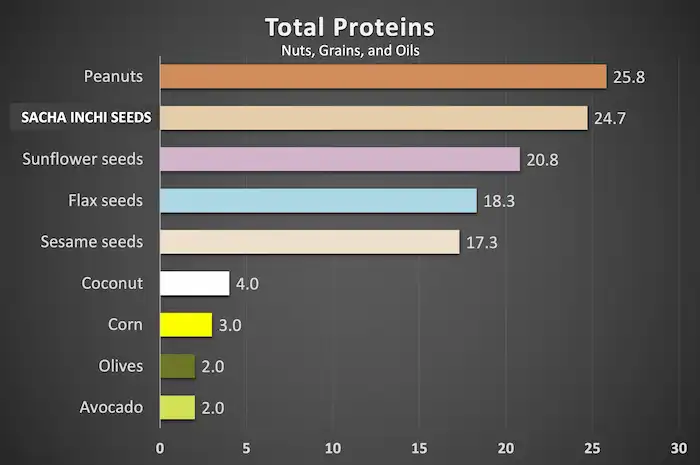 Total Proteins
Nuts, Grains, and Oils
Peanuts 25.8
SACHA INCHI SEEDS 24.7
Sunflower seeds 20.8
Flax seeds 18.3
Sesame seeds 17.3
Coconut 4.0
Corn 3.0
Olives 2.0
Avocado 2.0
0 5 10 15 20 25 30